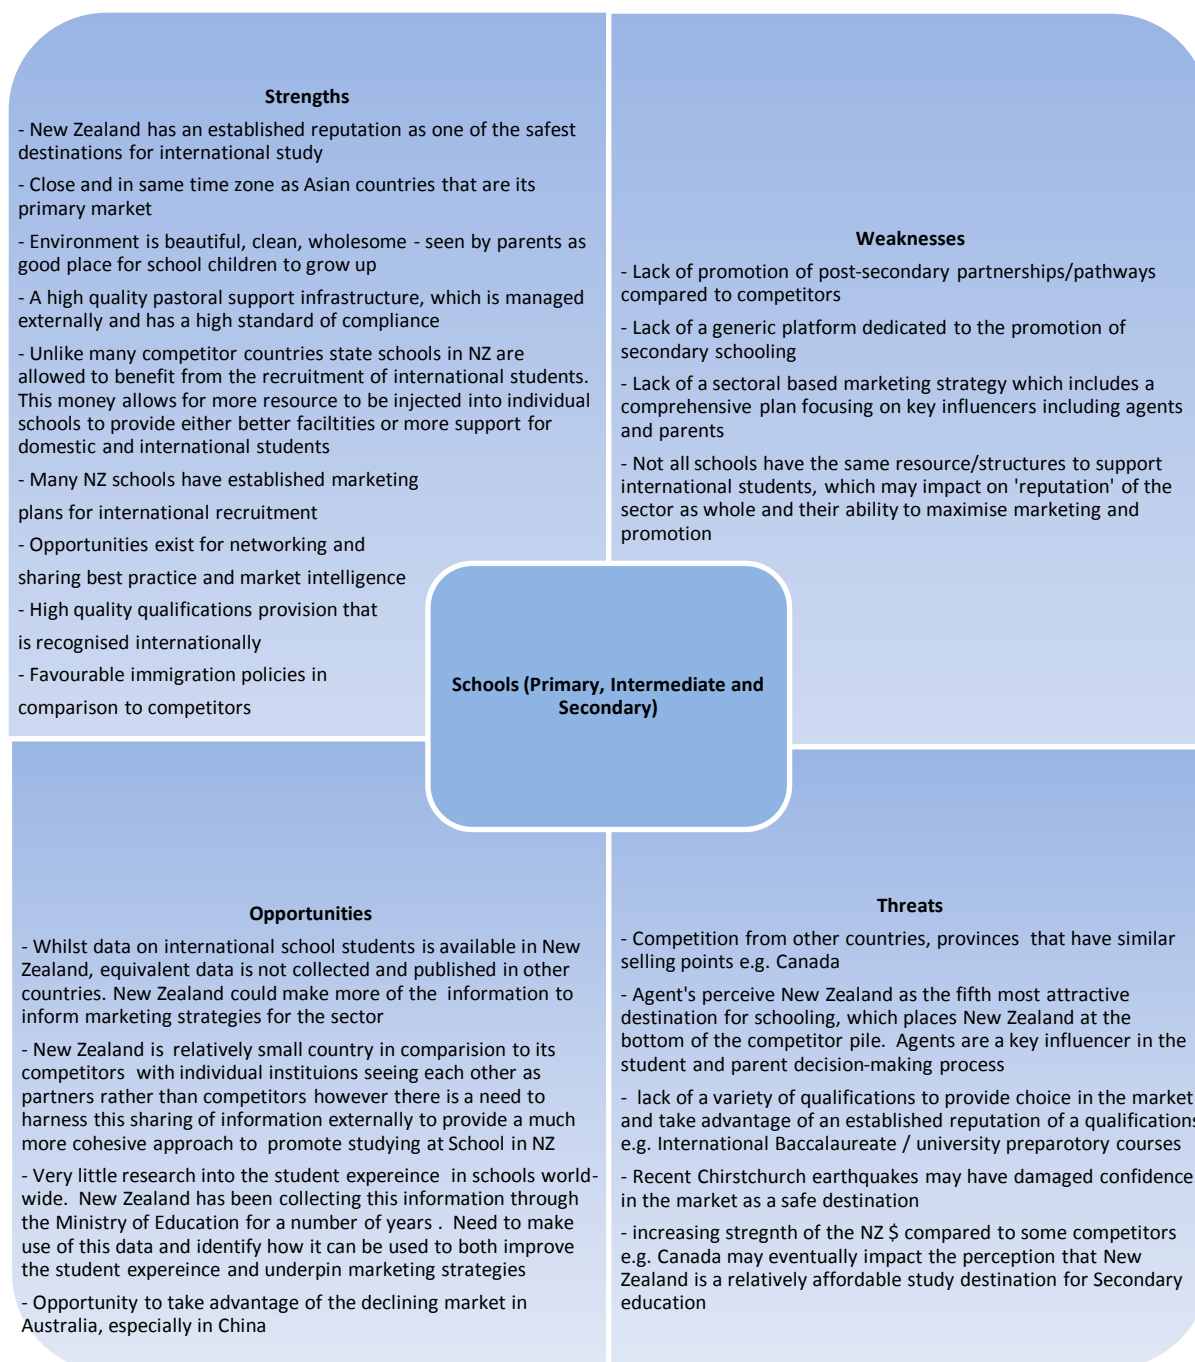 Strengths
- New Zealand has an established reputation as one of the safest
destinations for international study
- Close and in same time zone as Asian countries that are its
primary market
- Environment is beautiful, clean, wholesome - seen by parents as
good place for school children to grow up
- A high quality pastoral support infrastructure, which is managed
externally and has a high standard of compliance
- Unlike many competitor countries state schools in NZ are
allowed to benefit from the recruitment of international students.
This money allows for more resource to be injected into individual
schools to provide either better faciltities or more support for
domestic and international students
- Many NZ schools have established marketing
plans for international recruitment
- Opportunities exist for networking and
sharing best practice and market intelligence
- High quality qualifications provision that
is recognised internationally
- Favourable immigration policies in
comparison to competitors
Weaknesses
- Lack of promotion of post-secondary partnerships/pathways
compared to competitors
- Lack of a generic platform dedicated to the promotion of
secondary schooling
- Lack of a sectoral based marketing strategy which includes a
comprehensive plan focusing on key influencers including agents
and parents
- Not all schools have the same resource/structures to support
international students, which may impact on 'reputation' of the
sector as whole and their ability to maximise marketing and
promotion
Schools (Primary, Intermediate and
Secondary)
Opportunities
- Whilst data on international school students is available in New
Zealand, equivalent data is not collected and published in other
countries. New Zealand could make more of the information to
inform marketing strategies for the sector
- New Zealand is relatively small country in comparision to its
competitors with individual instituions seeing each other as
partners rather than competitors however there is a need to
harness this sharing of information externally to provide a much
more cohesive approach to promote studying at School in NZ
- Very little research into the student expereince in schools world-
wide. New Zealand has been collecting this information through
the Ministry of Education for a number of years . Need to make
use of this data and identify how it can be used to both improve
the student expereince and underpin marketing strategies
- Opportunity to take advantage of the declining market in
Australia, especially in China
Threats
- Competition from other countries, provinces that have similar
selling points e.g. Canada
- Agent's perceive New Zealand as the fifth most attractive
destination for schooling, which places New Zealand at the
bottom of the competitor pile. Agents are a key influencer in the
student and parent decision-making process
- lack of a variety of qualifications to provide choice in the market
and take advantage of an established reputation of a qualifications
e.g. International Baccalaureate / university preparotory courses
- Recent Chirstchurch earthquakes may have damaged confidence
in the market as a safe destination
- increasing stregnth of the NZ $ compared to some competitors
e.g. Canada may eventually impact the perception that New
Zealand is a relatively affordable study destination for Secondary
education